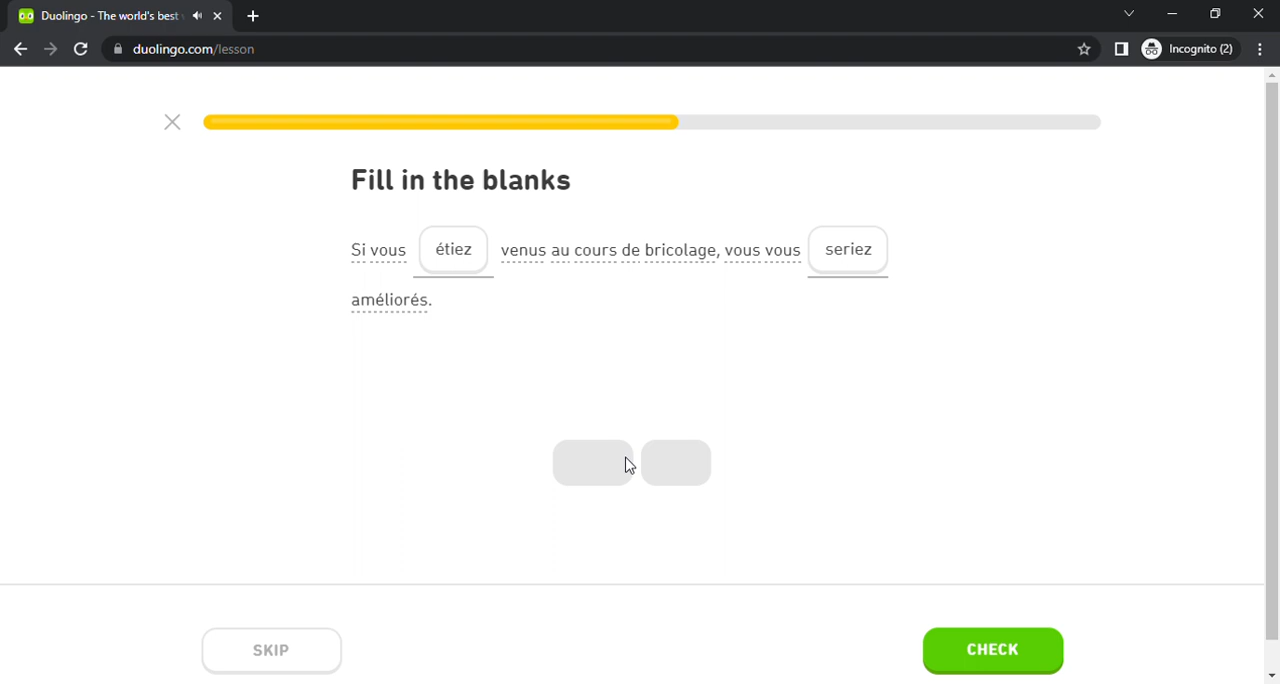 Duolingo - The world's best
duolingo.com/lesson
Incognito (2)
Fill in the blanks
Si vous étiez venus au cours de bricolage, vous vous seriez
améliorés.
SKIP
CHECK